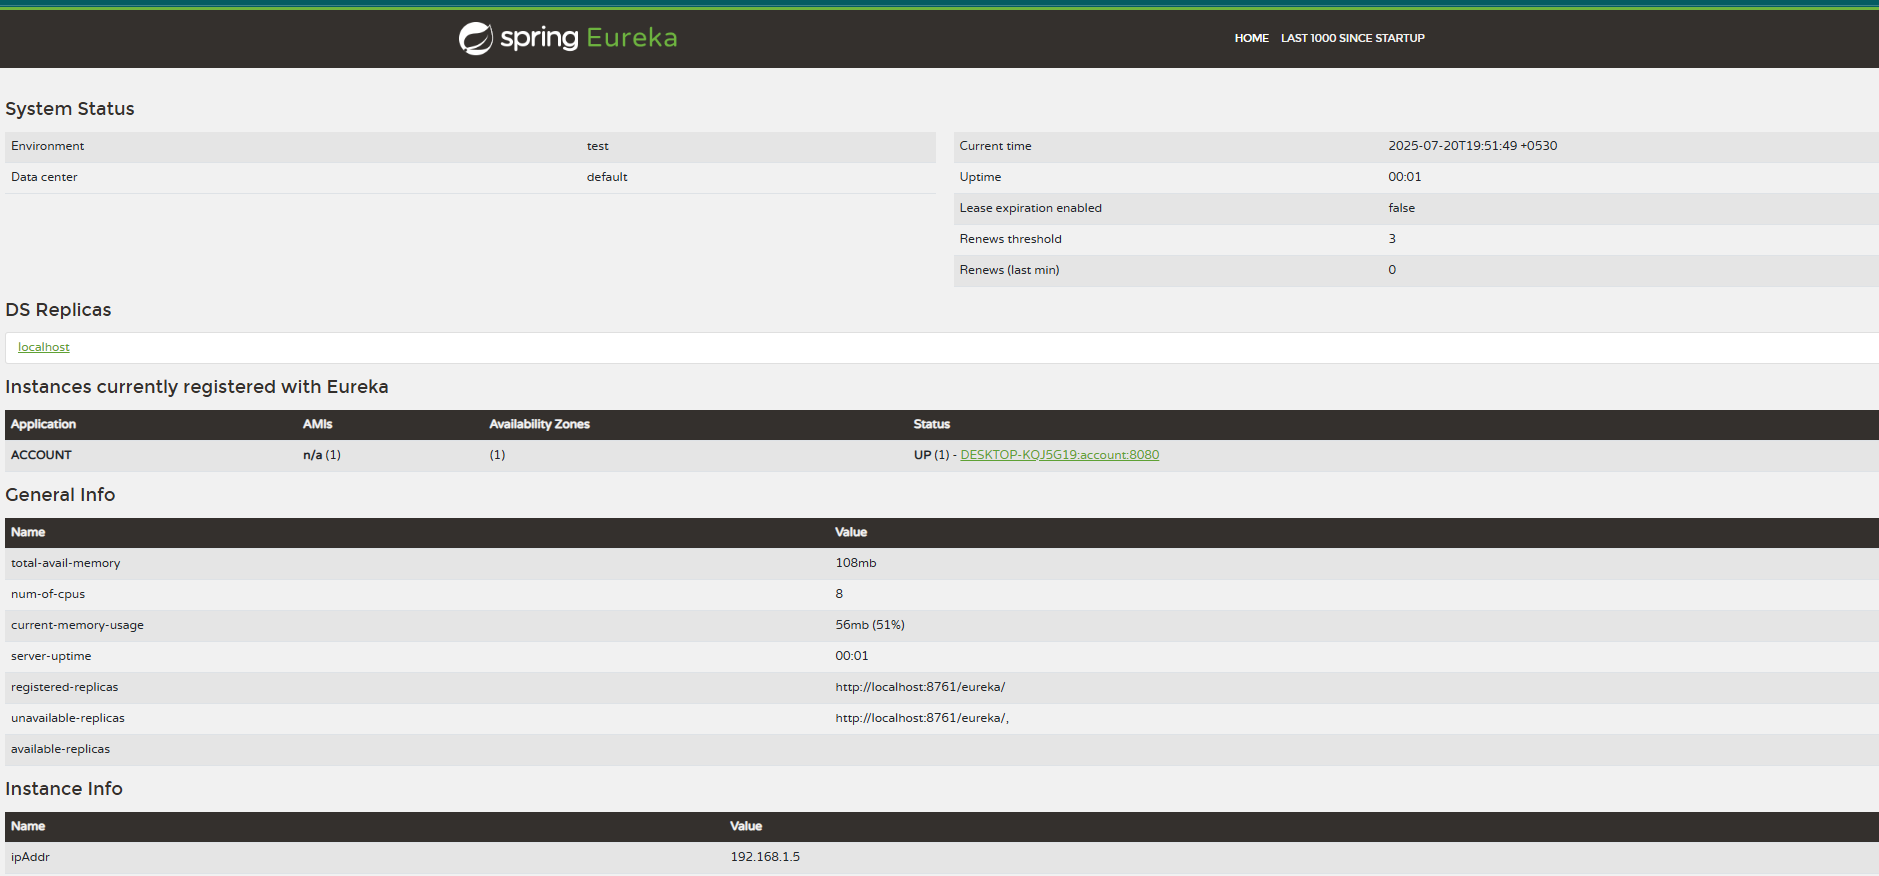 spring Eureka
HOME LAST 1000 SINCE STARTUP
System Status
Environment test
Data center default
Current time 2025-07-20T19:51:49 +0530
Uptime 00:01
Lease expiration enabled false
Renews threshold 3
Renews (last min) 0
DS Replicas
localhost
Instances currently registered with Eureka
Application AMIs Availability Zones Status
ACCOUNT n/a (1) (1) UP (1) - DESKTOP-KQJ5G19:account:8080
General Info
Name Value
total-avail-memory 108mb
num-of-cpus 8
current-memory-usage 56mb (51%)
server-uptime 00:01
registered-replicas http://localhost:8761/eureka/
unavailable-replicas http://localhost:8761/eureka/,
available-replicas
Instance Info
Name Value
ipAddr 192.168.1.5